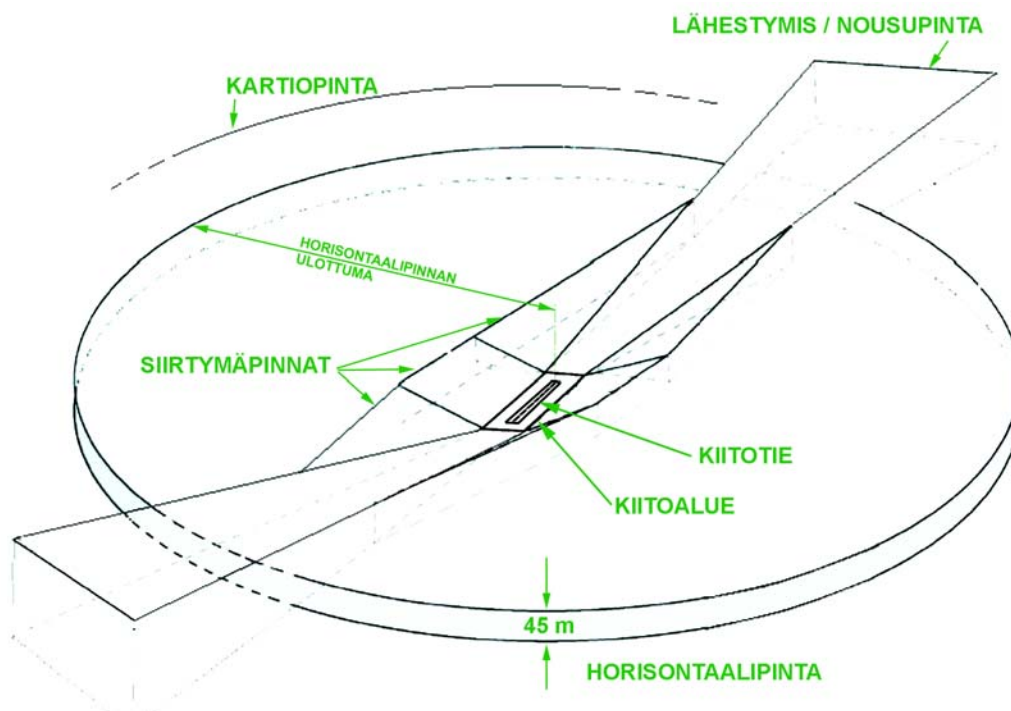 LÄHESTYMIS / NOUSUPINTA
KARTIOPINTA
HORISONTAALIPINNAN
ULOTTUMA
SIIRTYMÄPINNAT
KIITOTIE
KIITOALUE
45 m
HORISONTAALIPINTA